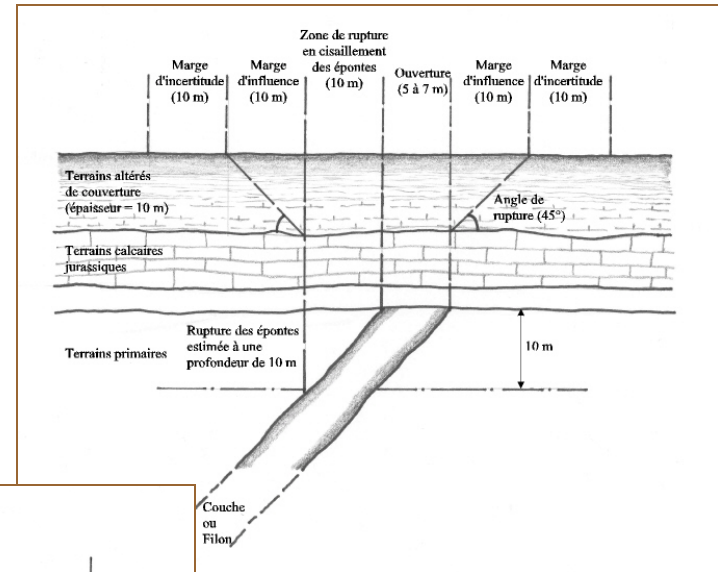 Zone de rupture
en cisaillement
des épontes
(10 m)
Marge
d'incertitude
(10 m)
Marge
d'influence
(10 m)
Ouverture
(5 à 7 m)
Marge
d'influence
(10 m)
Marge
d'incertitude
(10 m)
Terrains altérés
de couverture
(épaisseur = 10 m)
Angle de
rupture (45°)
Terrains calcaires
jurassiques
Rupture des épontes
estimée à une
profondeur de 10 m
Terrains primaires
10 m
Couche
ou
Filon